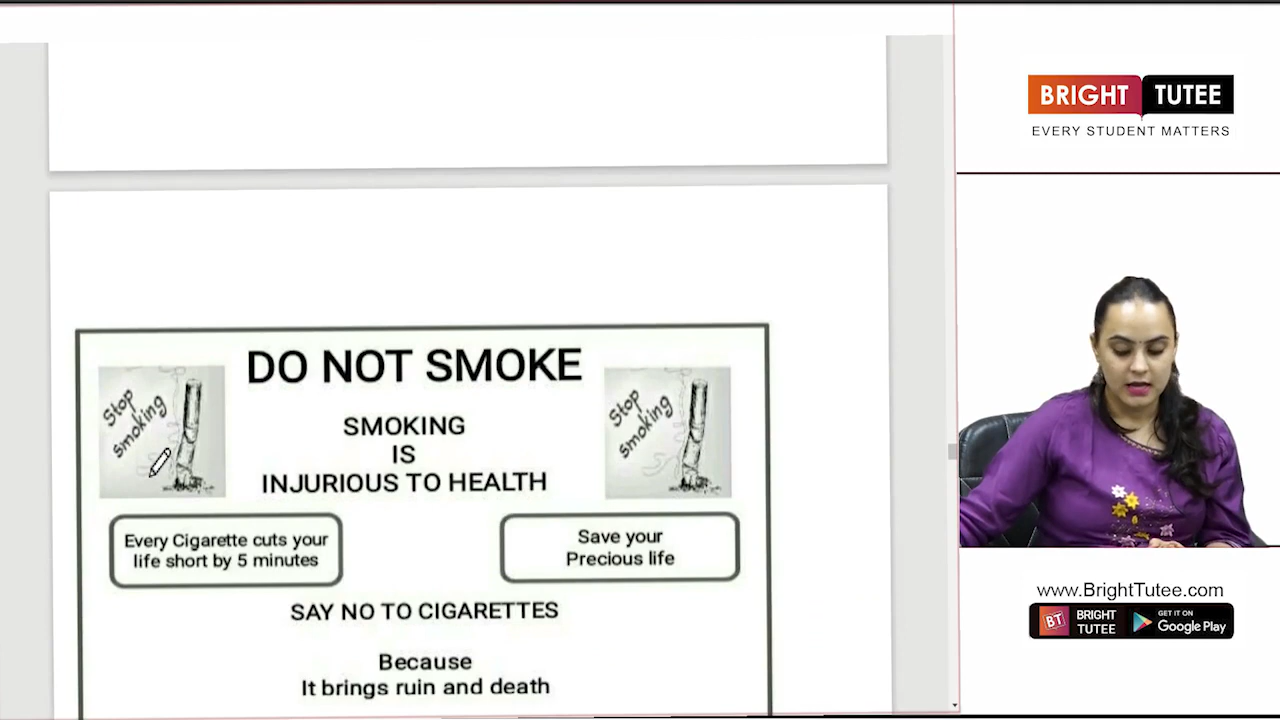 DO NOT SMOKE
Stop
smoking
Stop
smoking
SMOKING
IS
INJURIOUS TO HEALTH
Every Cigarette cuts your
life short by 5 minutes
Save your
Precious life
SAY NO TO CIGARETTES
Because
It brings ruin and death
BRIGHT TUTEE
EVERY STUDENT MATTERS
www.BrightTutee.com
BT
BRIGHT
TUTEE
GET IT ON
Google Play